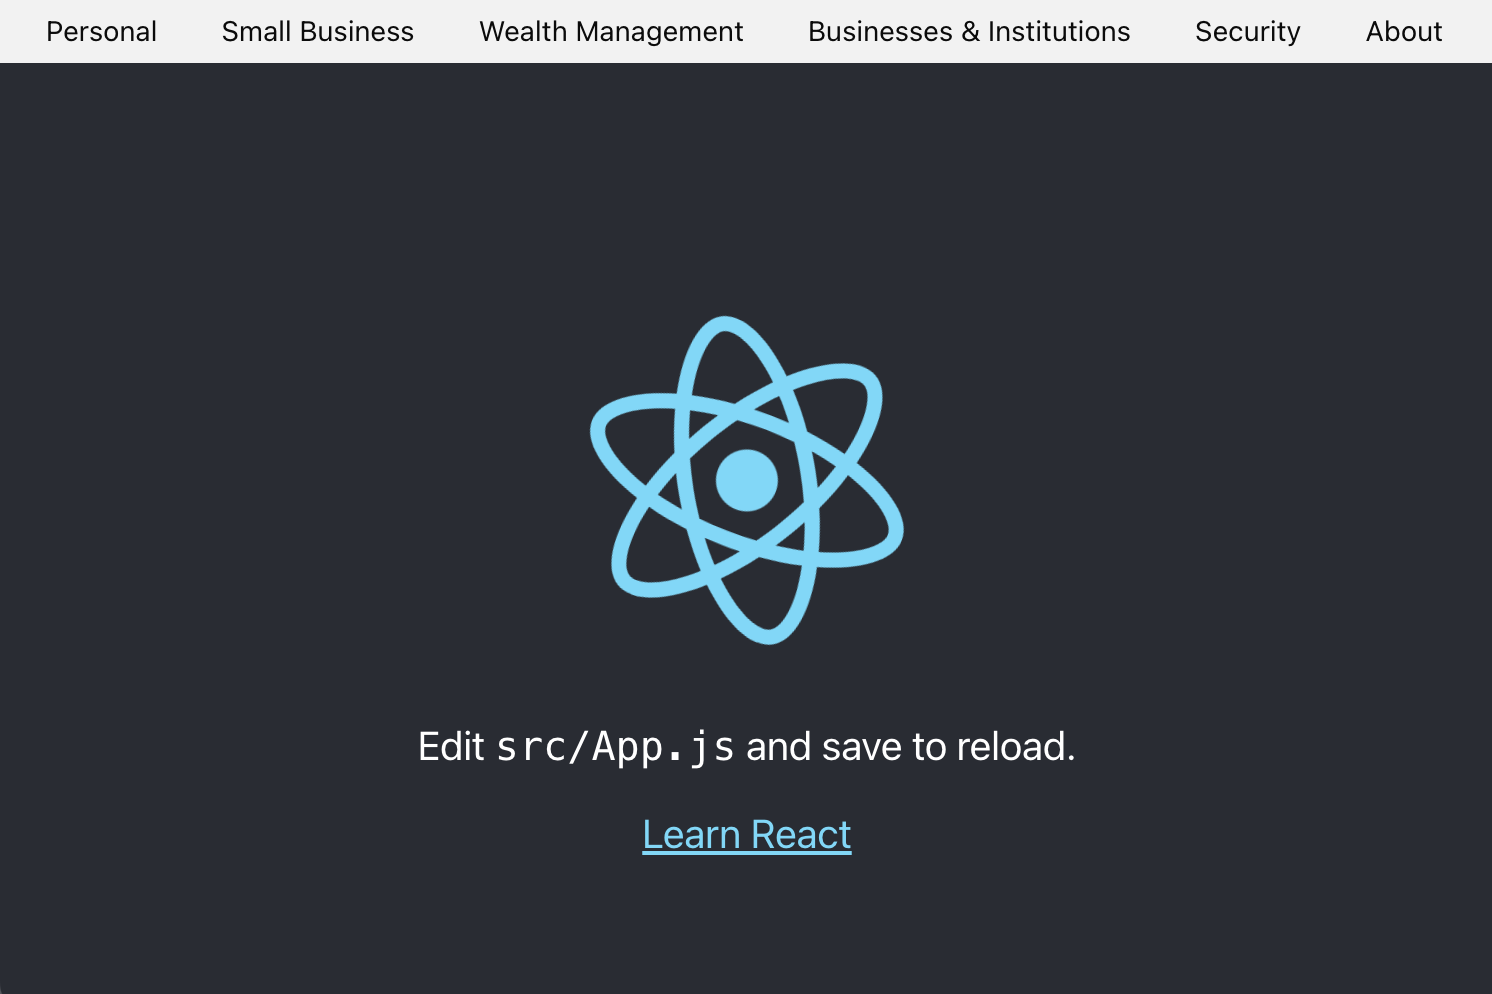 Personal Small Business Wealth Management Businesses & Institutions Security About
Edit src/App.js and save to reload.
Learn React